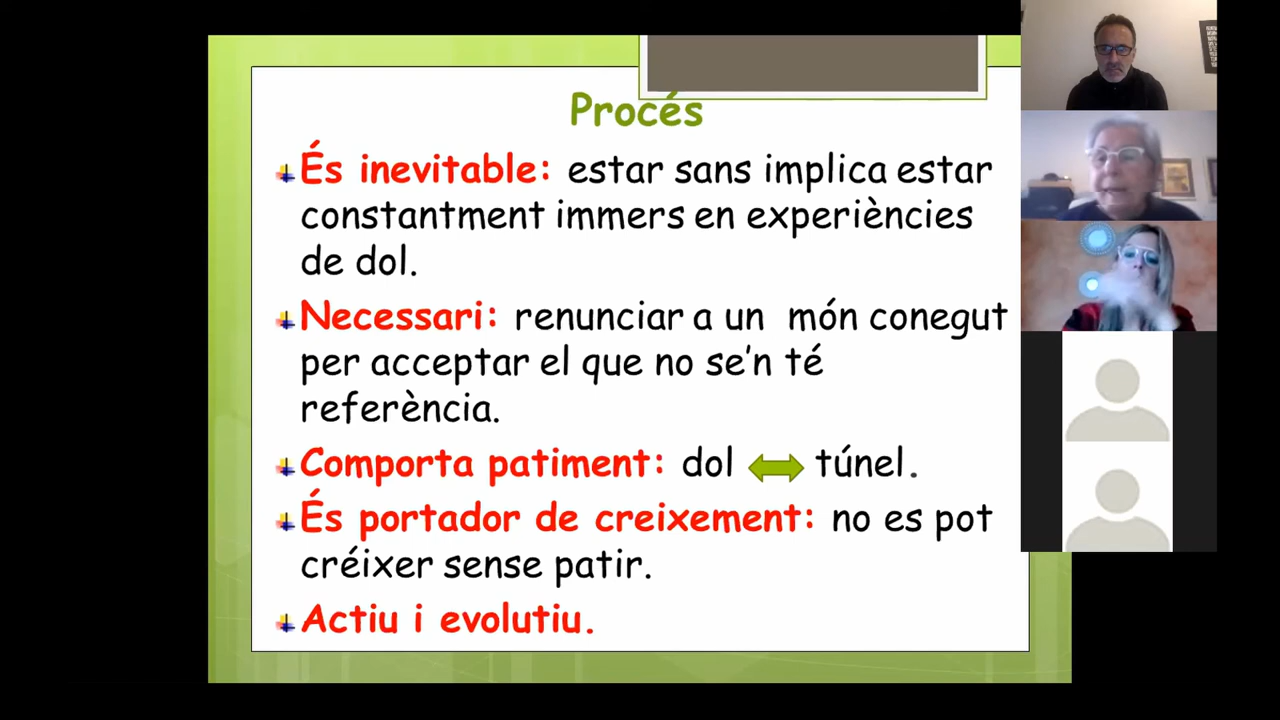 Procés
És inevitable: estar sans implica estar
constantment immers en experiències
de dol.
Necessari: renunciar a un món conegut
per acceptar el que no se'n té
referència.
Comporta patiment: dol túnel.
És portador de creixement: no es pot
créixer sense patir.
Actiu i evolutiu.